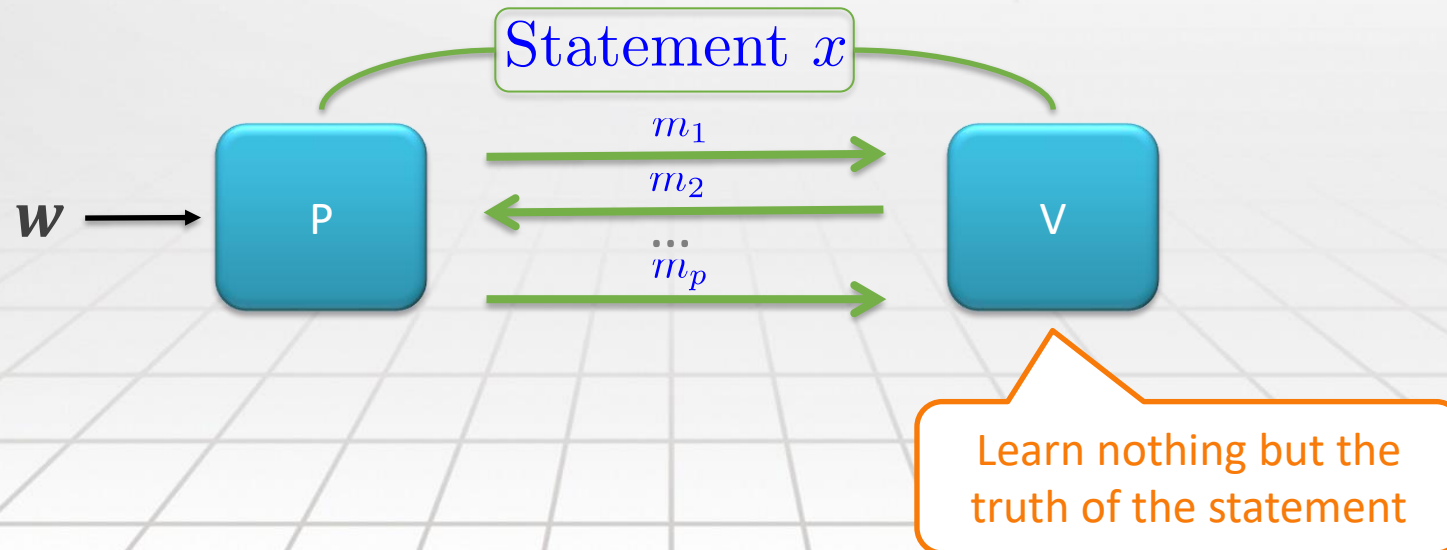 Statement x
m₁
m₂
w
P
V
...
mₚ
Learn nothing but the
truth of the statement